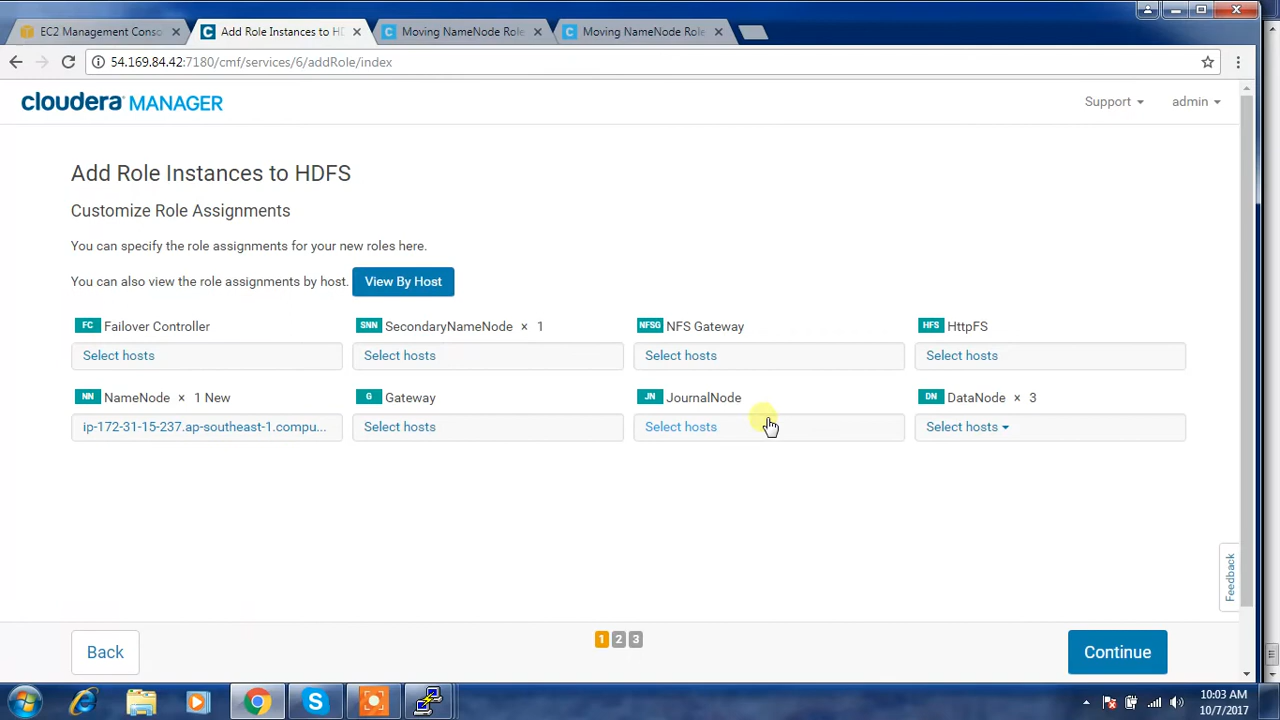 EC2 Management Conso
Add Role Instances to HD
Moving NameNode Role
Moving NameNode Role
54.169.84.42:7180/cmf/services/6/addRole/index
cloudera MANAGER
Support
admin
Add Role Instances to HDFS
Customize Role Assignments
You can specify the role assignments for your new roles here.
You can also view the role assignments by host. View By Host
FC Failover Controller
SNN SecondaryNameNode × 1
NFSG NFS Gateway
HFS HttpFS
Select hosts
Select hosts
Select hosts
Select hosts
NN NameNode × 1 New
G Gateway
JN JournalNode
DN DataNode × 3
ip-172-31-15-237.ap-southeast-1.compu...
Select hosts
Select hosts
Select hosts
Feedback
Back
1 2 3
Continue
10:03 AM
10/7/2017